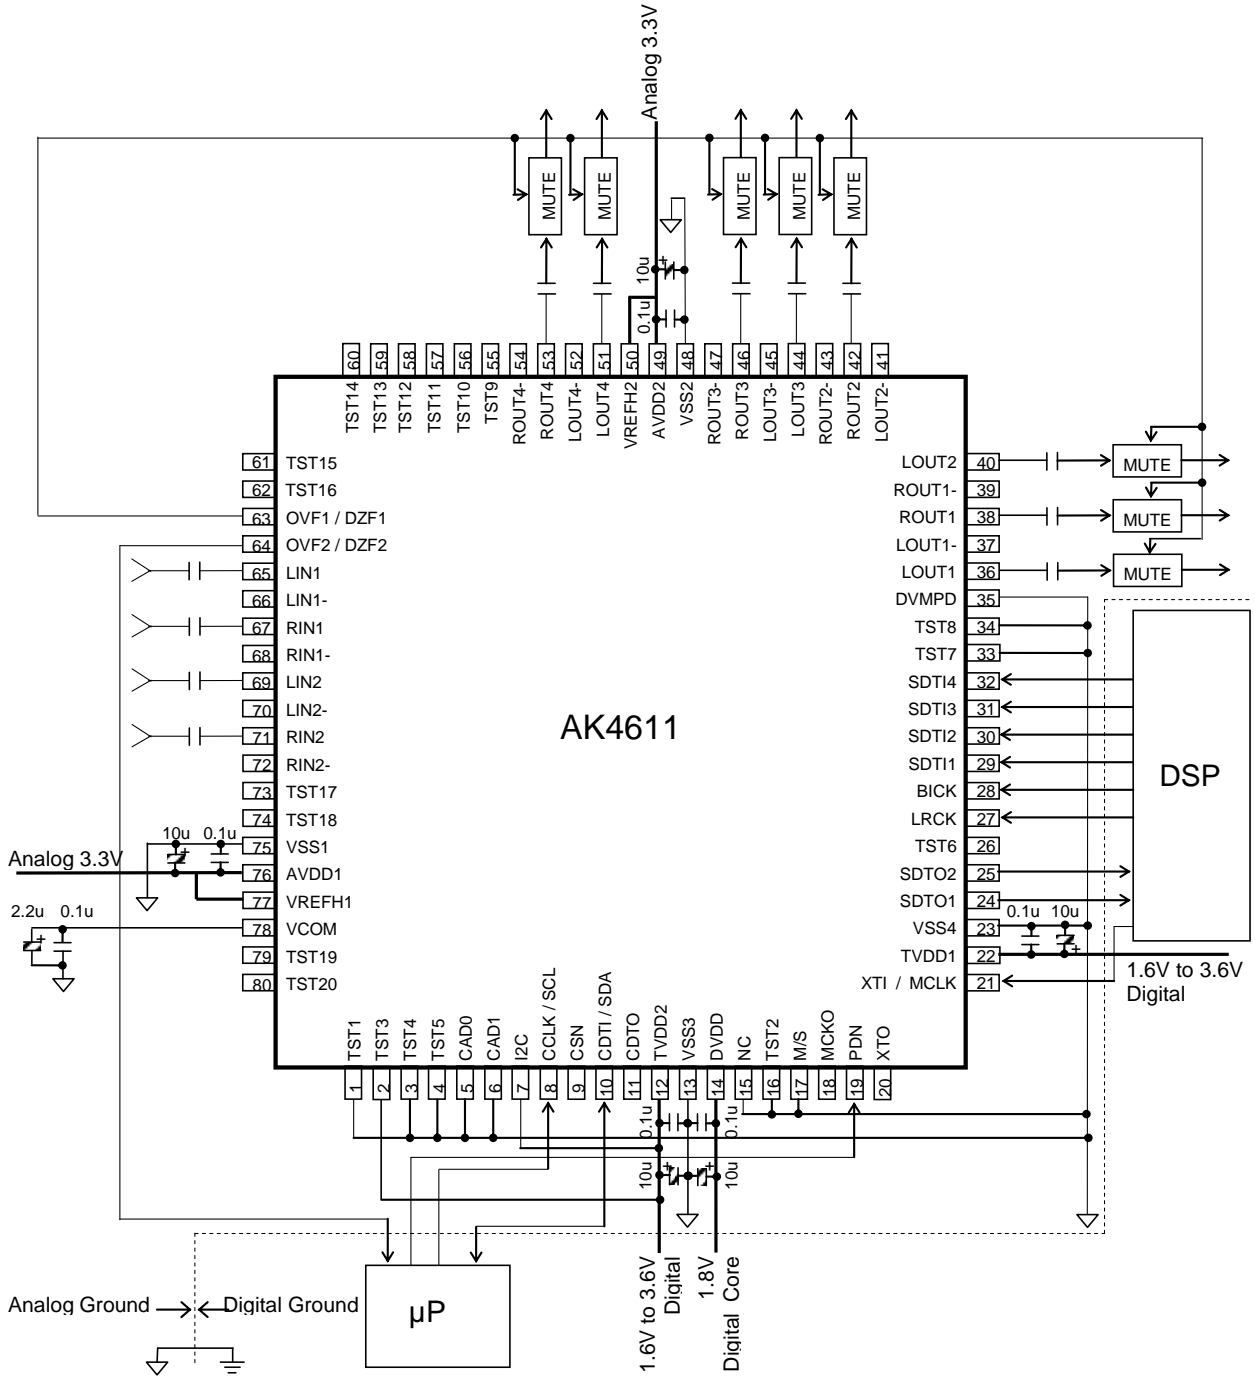 Analog 3.3V
MUTE
MUTE
MUTE
MUTE
MUTE
10u
+
0.1u
60
59
58
57
56
55
54
53
52
51
50
49
48
47
46
45
44
43
42
41
TST14
TST13
TST12
TST11
TST10
TST9
ROUT4-
ROUT4
LOUT4-
LOUT4
VREFH2
AVDD2
VSS2
ROUT3-
ROUT3
LOUT3-
LOUT3
ROUT2-
ROUT2
LOUT2-
61 TST15
62 TST16
63 OVF1 / DZF1
64 OVF2 / DZF2
65 LIN1
66 LIN1-
67 RIN1
68 RIN1-
69 LIN2
70 LIN2-
71 RIN2
72 RIN2-
73 TST17
74 TST18
75 VSS1
76 AVDD1
77 VREFH1
78 VCOM
79 TST19
80 TST20
10u 0.1u
+
Analog 3.3V
2.2u 0.1u
+
AK4611
LOUT2 40
MUTE
ROUT1- 39
ROUT1 38
MUTE
LOUT1- 37
LOUT1 36
MUTE
DVMPD 35
TST8 34
TST7 33
SDTI4 32
SDTI3 31
SDTI2 30
SDTI1 29
BICK 28
LRCK 27
TST6 26
SDTO2 25
SDTO1 24
VSS4 23
TVDD1 22
XTI / MCLK 21
DSP
0.1u 10u
+
1.6V to 3.6V
Digital
TST1
TST3
TST4
TST5
CAD0
CAD1
I2C
CCLK / SCL
CSN
CDTI / SDA
CDTO
TVDD2
VSS3
DVDD
NC
TST2
M/S
MCKO
PDN
XTO
1
2
3
4
5
6
7
8
9
10
11
12
13
14
15
16
17
18
19
20
0.1u
0.1u
10u
+
+
10u
1.6V to 3.6V
Digital
1.8V
Digital Core
µP
Analog Ground
Digital Ground